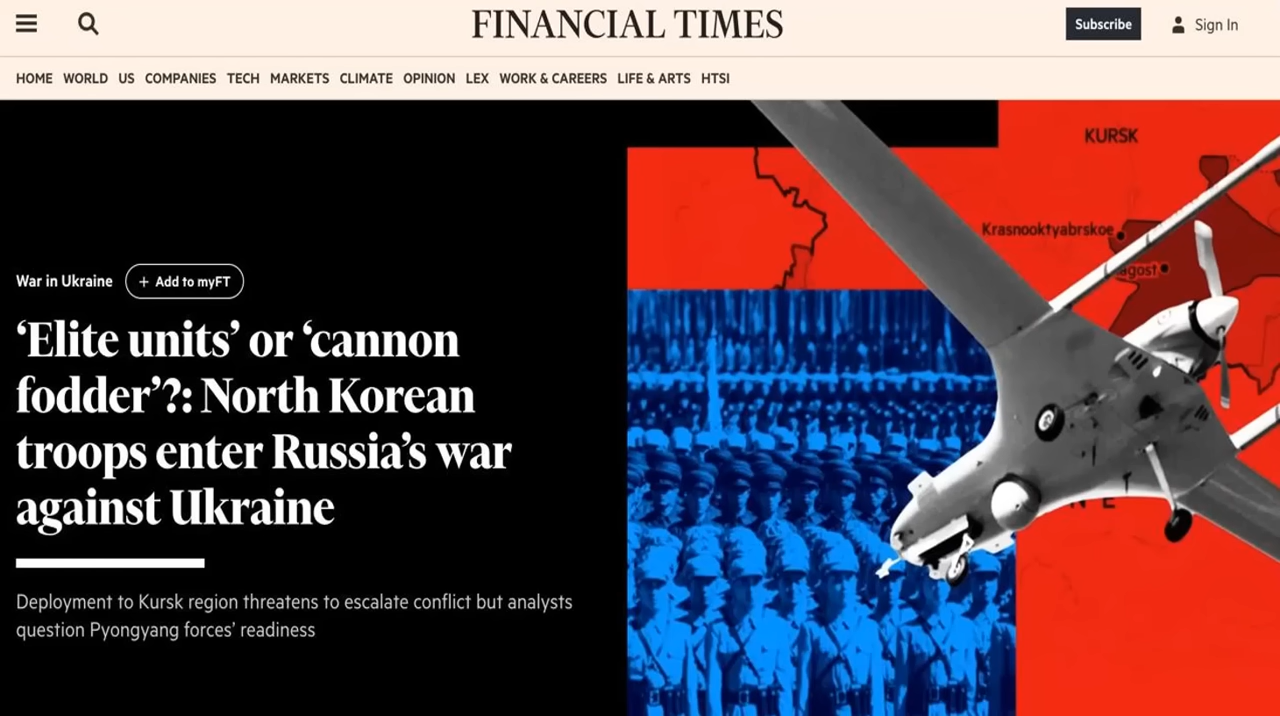 FINANCIAL TIMES
Subscribe
Sign In
HOME WORLD US COMPANIES TECH MARKETS CLIMATE OPINION LEX WORK & CAREERS LIFE & ARTS HTSI
KURSK
Krasnooktyabrskoe
War in Ukraine
+ Add to myFT
‘Elite units’ or ‘cannon
fodder’?: North Korean
troops enter Russia’s war
against Ukraine
Deployment to Kursk region threatens to escalate conflict but analysts
question Pyongyang forces’ readiness